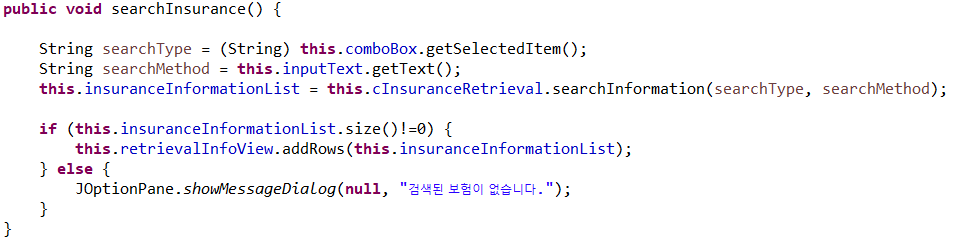 public void searchInsurance() {
String searchType = (String) this.comboBox.getSelectedItem();
String searchMethod = this.inputText.getText();
this.insuranceInformationList = this.cInsuranceRetrieval.searchInformation(searchType, searchMethod);
if (this.insuranceInformationList.size()!=0) {
this.retrievalInfoView.addRows(this.insuranceInformationList);
} else {
JOptionPane.showMessageDialog(null, "검색된 보험이 없습니다.");
}
}